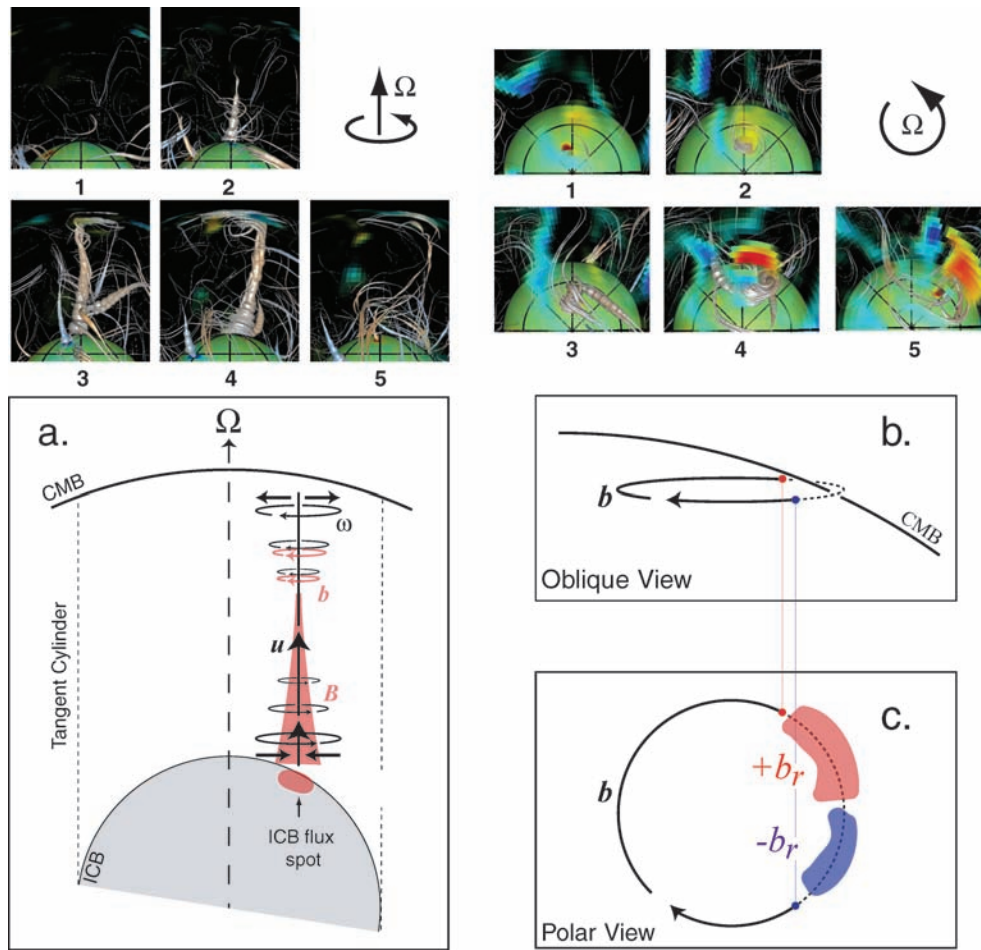 Ω
1
2
3
4
5
Ω
1
2
3
4
5
a.
Ω
CMB
ω
b
u
B
Tangent Cylinder
ICB flux
spot
ICB
b.
b
CMB
Oblique View
c.
b
+br
-br
Polar View